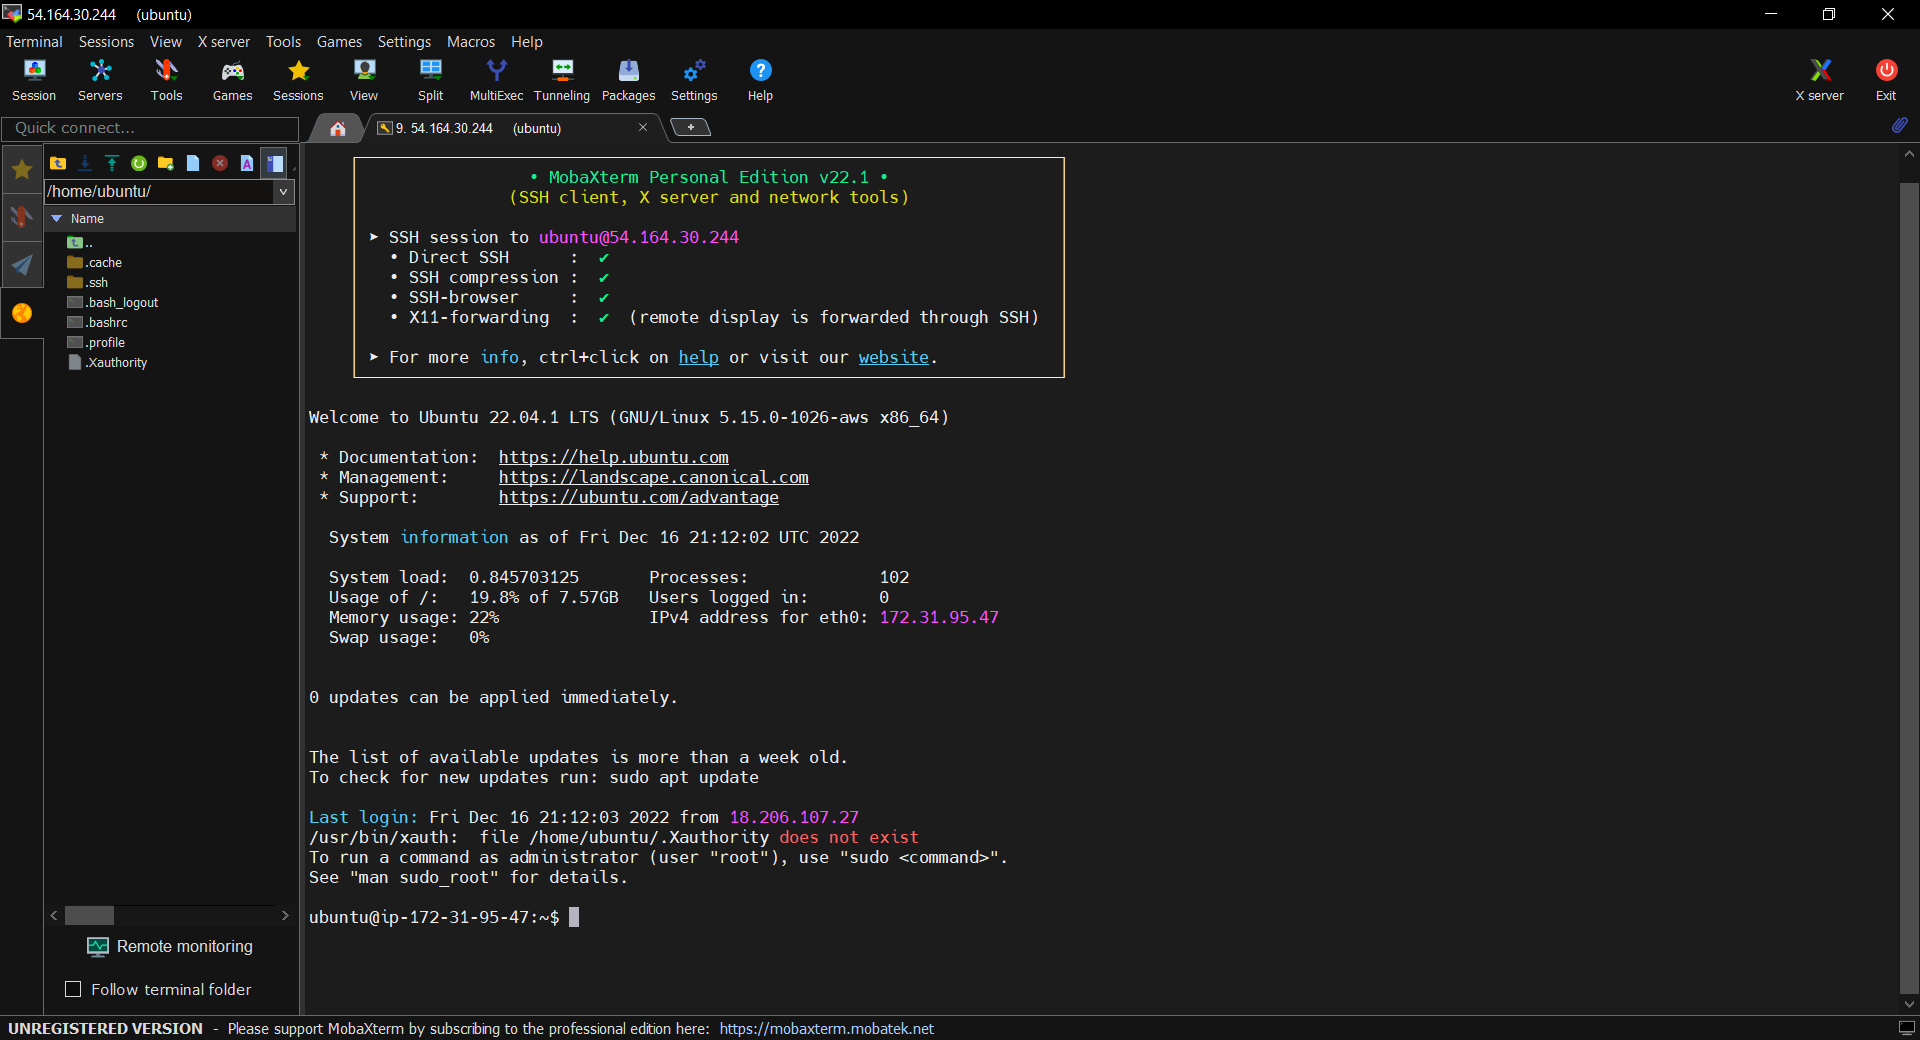 54.164.30.244 (ubuntu)
Terminal Sessions View X server Tools Games Settings Macros Help
Session Servers Tools Games Sessions View Split MultiExec Tunneling Packages Settings Help X server Exit
Quick connect...
9. 54.164.30.244 (ubuntu)
/home/ubuntu/
Name
..
.cache
.ssh
.bash_logout
.bashrc
.profile
.Xauthority
Remote monitoring
Follow terminal folder
• MobaXterm Personal Edition v22.1 •
(SSH client, X server and network tools)
➤ SSH session to ubuntu@54.164.30.244
• Direct SSH : ✔
• SSH compression : ✔
• SSH-browser : ✔
• X11-forwarding : ✔ (remote display is forwarded through SSH)
➤ For more info, ctrl+click on help or visit our website.
Welcome to Ubuntu 22.04.1 LTS (GNU/Linux 5.15.0-1026-aws x86_64)
* Documentation: https://help.ubuntu.com
* Management: https://landscape.canonical.com
* Support: https://ubuntu.com/advantage
System information as of Fri Dec 16 21:12:02 UTC 2022
System load: 0.845703125 Processes: 102
Usage of /: 19.8% of 7.57GB Users logged in: 0
Memory usage: 22% IPv4 address for eth0: 172.31.95.47
Swap usage: 0%
0 updates can be applied immediately.
The list of available updates is more than a week old.
To check for new updates run: sudo apt update
Last login: Fri Dec 16 21:12:03 2022 from 18.206.107.27
/usr/bin/xauth: file /home/ubuntu/.Xauthority does not exist
To run a command as administrator (user "root"), use "sudo <command>".
See "man sudo_root" for details.
ubuntu@ip-172-31-95-47:~$
UNREGISTERED VERSION - Please support MobaXterm by subscribing to the professional edition here: https://mobaxterm.mobatek.net